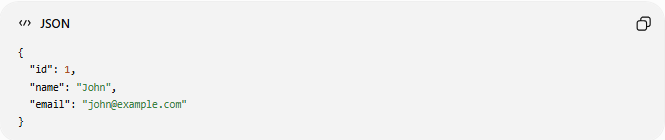 JSON
{
  "id": 1,
  "name": "John",
  "email": "john@example.com"
}